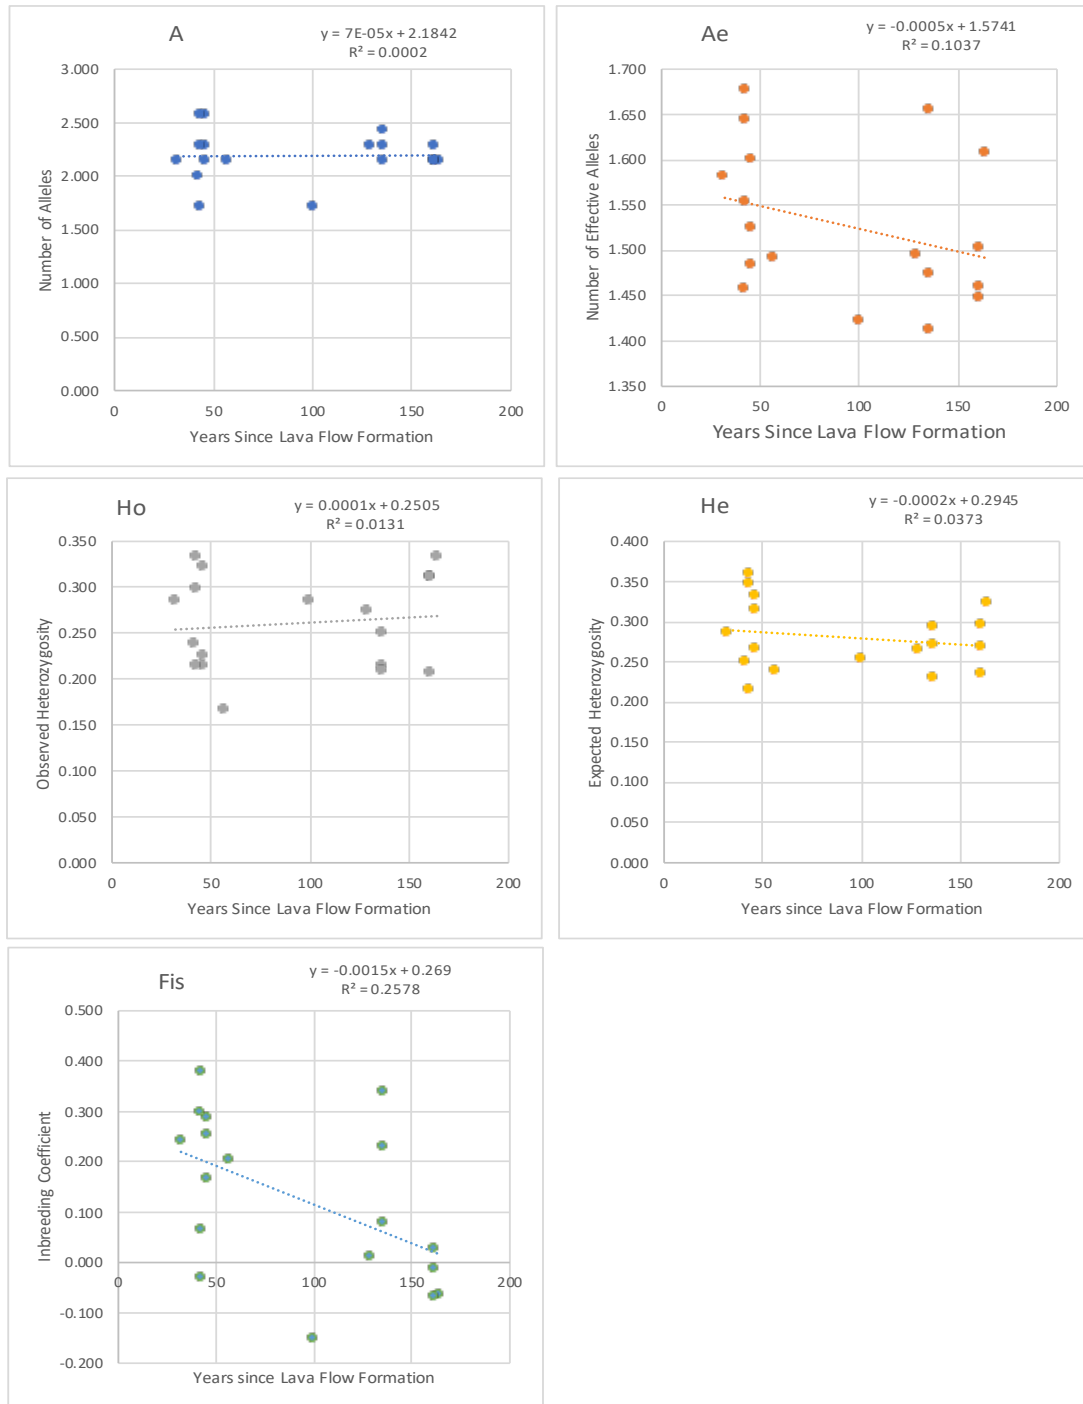 A
y = 7E-05x + 2.1842
R² = 0.0002
3.000
2.500
2.000
1.500
1.000
0.500
0.000
0 50 100 150 200
Number of Alleles
Years Since Lava Flow Formation
Ae
y = -0.0005x + 1.5741
R² = 0.1037
1.700
1.650
1.600
1.550
1.500
1.450
1.400
1.350
0 50 100 150 200
Number of Effective Alleles
Years Since Lava Flow Formation
Ho
y = 0.0001x + 0.2505
R² = 0.0131
0.350
0.300
0.250
0.200
0.150
0.100
0.050
0.000
0 50 100 150 200
Observed Heterozygosity
Years Since Lava Flow Formation
He
y = -0.0002x + 0.2945
R² = 0.0373
0.400
0.350
0.300
0.250
0.200
0.150
0.100
0.050
0.000
0 50 100 150 200
Expected Heterozygosity
Years since Lava Flow Formation
Fis
y = -0.0015x + 0.269
R² = 0.2578
0.500
0.400
0.300
0.200
0.100
0.000
-0.100
-0.200
0 50 100 150 200
Inbreeding Coefficient
Years since Lava Flow Formation